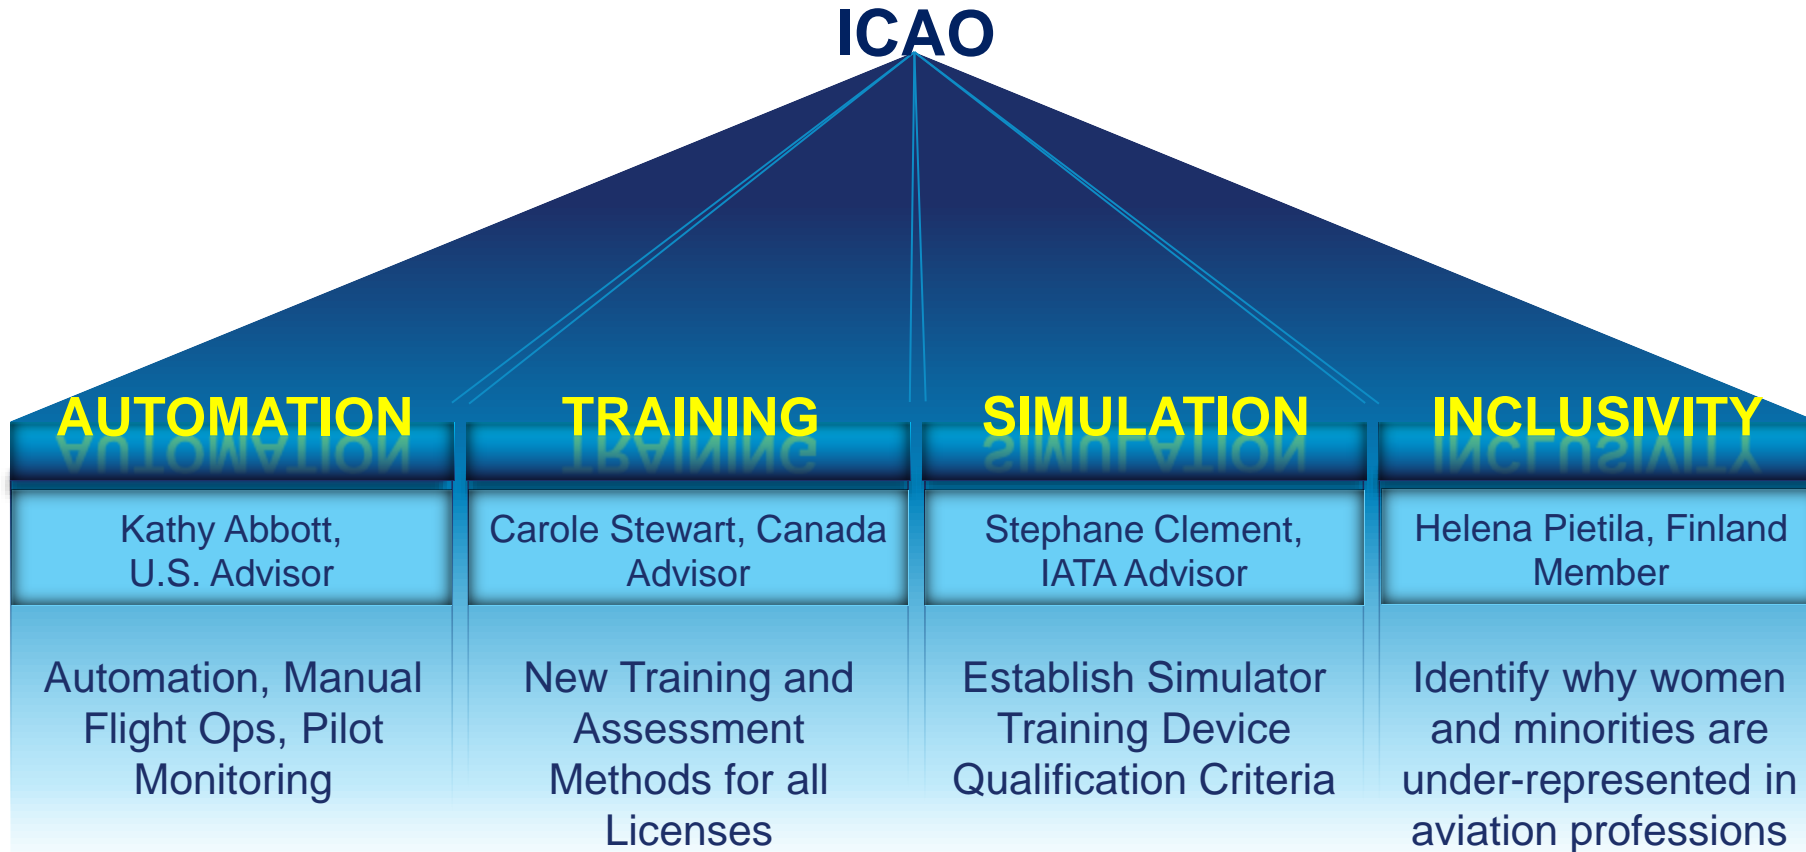 ICAO
AUTOMATION
Kathy Abbott,
U.S. Advisor
Automation, Manual
Flight Ops, Pilot
Monitoring
TRAINING
Carole Stewart, Canada
Advisor
New Training and
Assessment
Methods for all
Licenses
SIMULATION
Stephane Clement,
IATA Advisor
Establish Simulator
Training Device
Qualification Criteria
INCLUSIVITY
Helena Pietila, Finland
Member
Identify why women
and minorities are
under-represented in
aviation professions